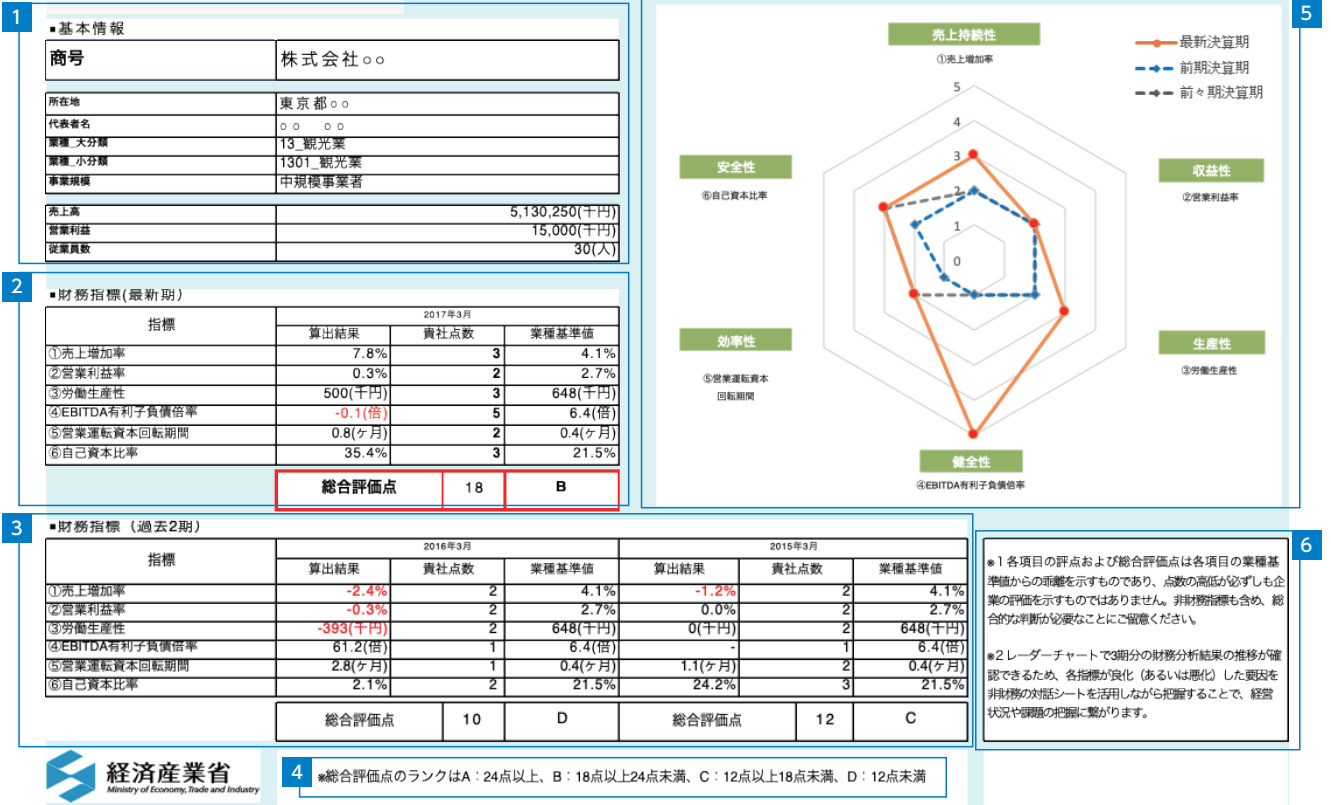 1
■基本情報
商号 株式会社○○
所在地 東京都○○
代表者名 ○○ ○○
業種_大分類 13_観光業
業種_小分類 1301_観光業
事業規模 中規模事業者
売上高 5,130,250(千円)
営業利益 15,000(千円)
従業員数 30(人)
2
■財務指標(最新期)
指標 2017年3月
算出結果 貴社点数 業種基準値
①売上増加率 7.8% 3 4.1%
②営業利益率 0.3% 2 2.7%
③労働生産性 500(千円) 3 648(千円)
④EBITDA有利子負債倍率 -0.1(倍) 5 6.4(倍)
⑤営業運転資本回転期間 0.8(ケ月) 2 0.4(ケ月)
⑥自己資本比率 35.4% 3 21.5%
総合評価点 18 B
3
■財務指標（過去2期）
指標 2016年3月 2015年3月
算出結果 貴社点数 業種基準値 算出結果 貴社点数 業種基準値
①売上増加率 -2.4% 2 4.1% -1.2% 2 4.1%
②営業利益率 -0.3% 2 2.7% 0.0% 2 2.7%
③労働生産性 -393(千円) 2 648(千円) 0(千円) 2 648(千円)
④EBITDA有利子負債倍率 61.2(倍) 1 6.4(倍) - 1 6.4(倍)
⑤営業運転資本回転期間 2.8(ケ月) 1 0.4(ケ月) 1.1(ケ月) 2 0.4(ケ月)
⑥自己資本比率 2.1% 2 21.5% 24.2% 3 21.5%
総合評価点 10 D 総合評価点 12 C
経済産業省
Ministry of Economy, Trade and Industry
4
※総合評価点のランクはA：24点以上、B：18点以上24点未満、C：12点以上18点未満、D：12点未満
5
売上持続性
①売上増加率
最新決算期
前期決算期
前々期決算期
5
4
3
2
1
0
安全性
⑥自己資本比率
収益性
②営業利益率
効率性
⑤営業運転資本
回転期間
生産性
③労働生産性
健全性
④EBITDA有利子負債倍率
6
※１各項目の評点および総合評価点は各項目の業種基
準値からの乖離を示すものであり、点数の高低が必ずしも企
業の評価を示すものではありません。非財務指標も含め、総
合的な判断が必要なことにご留意ください。
※２レーダーチャートで3期分の財務分析結果の推移が確
認できるため、各指標が良化（あるいは悪化）した要因を
非財務の対話シートを活用しながら把握することで、経営
状況や課題の把握に繋がります。